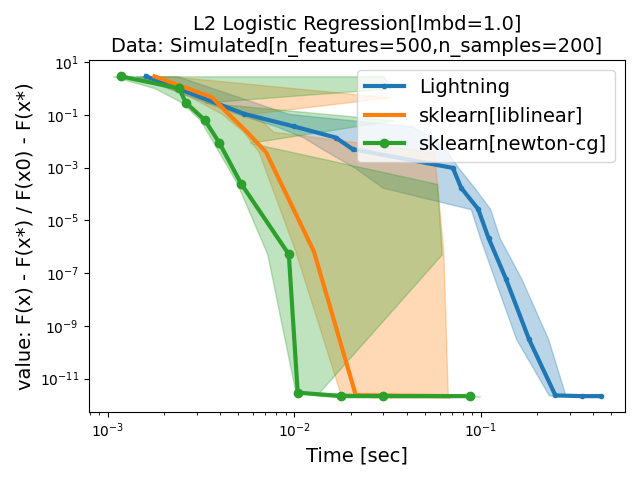 L2 Logistic Regression[lmbd=1.0]
Data: Simulated[n_features=500,n_samples=200]
value: F(x) - F(x*) / F(x0) - F(x*)
10^1
10^-1
10^-3
10^-5
10^-7
10^-9
10^-11
Lightning
sklearn[liblinear]
sklearn[newton-cg]
10^-3
10^-2
10^-1
Time [sec]